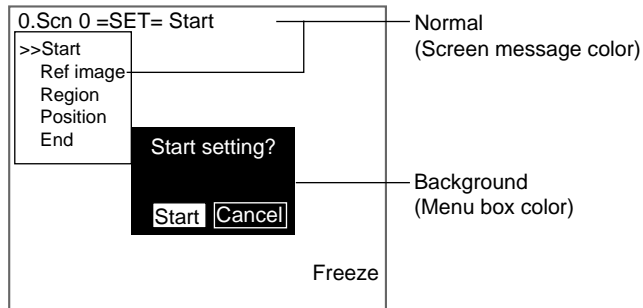 0.Scn 0 =SET= Start
>>Start
Ref image
Region
Position
End
Start setting?
Start Cancel
Freeze
Normal
(Screen message color)
Background
(Menu box color)